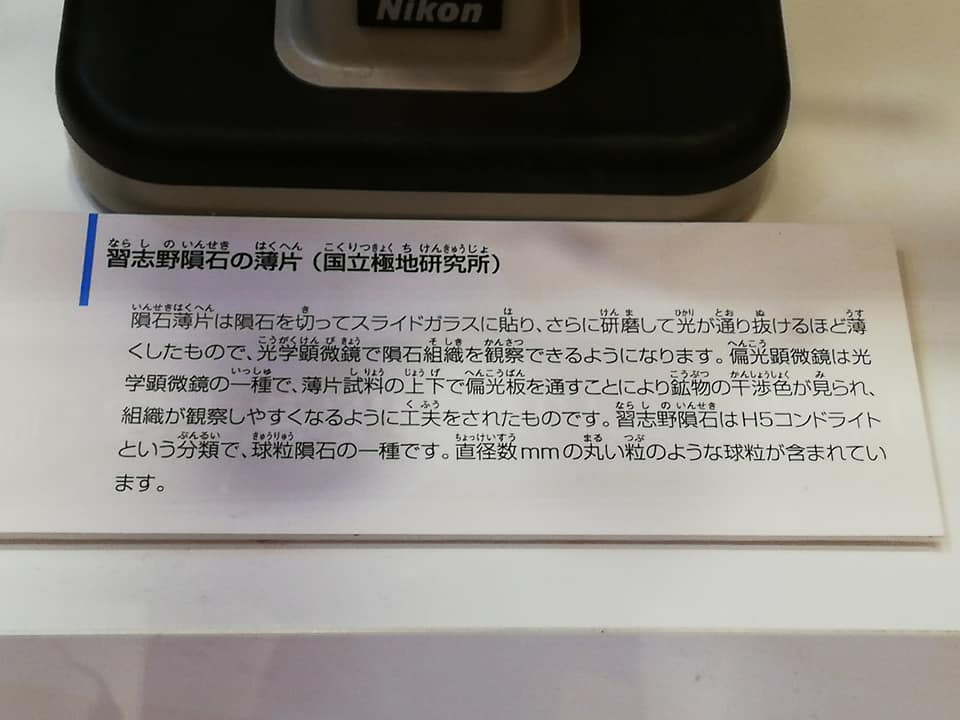 Nikon
習志野隕石の薄片（国立極地研究所）
隕石薄片は隕石を切ってスライドガラスに貼り、さらに研磨して光が通り抜けるほど薄
くしたもので、光学顕微鏡で隕石組織を観察できるようになります。偏光顕微鏡は光
学顕微鏡の一種で、薄片試料の上下で偏光板を通すことにより鉱物の干渉色が見られ、
組織が観察しやすくなるように工夫をされたものです。習志野隕石はH5コンドライト
という分類で、球粒隕石の一種です。直径数mmの丸い粒のような球粒が含まれてい
ます。